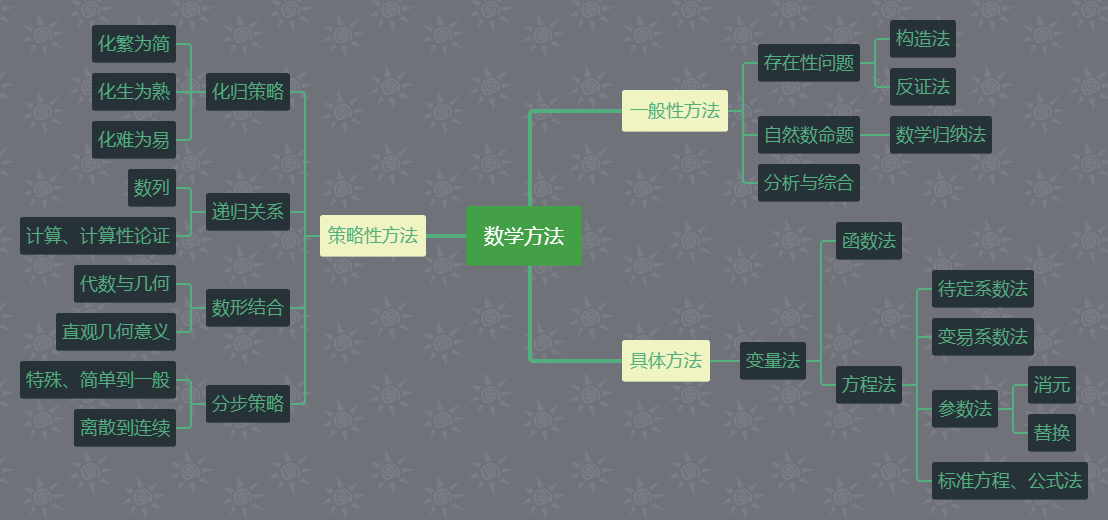 数学方法
一般性方法
存在性问题
构造法
反证法
自然数命题
数学归纳法
分析与综合
具体方法
变量法
函数法
方程法
待定系数法
变易系数法
参数法
消元
替换
标准方程、公式法
策略性方法
化归策略
化繁为简
化生为熟
化难为易
递归关系
数列
计算、计算性论证
数形结合
代数与几何
直观几何意义
分步策略
特殊、简单到一般
离散到连续